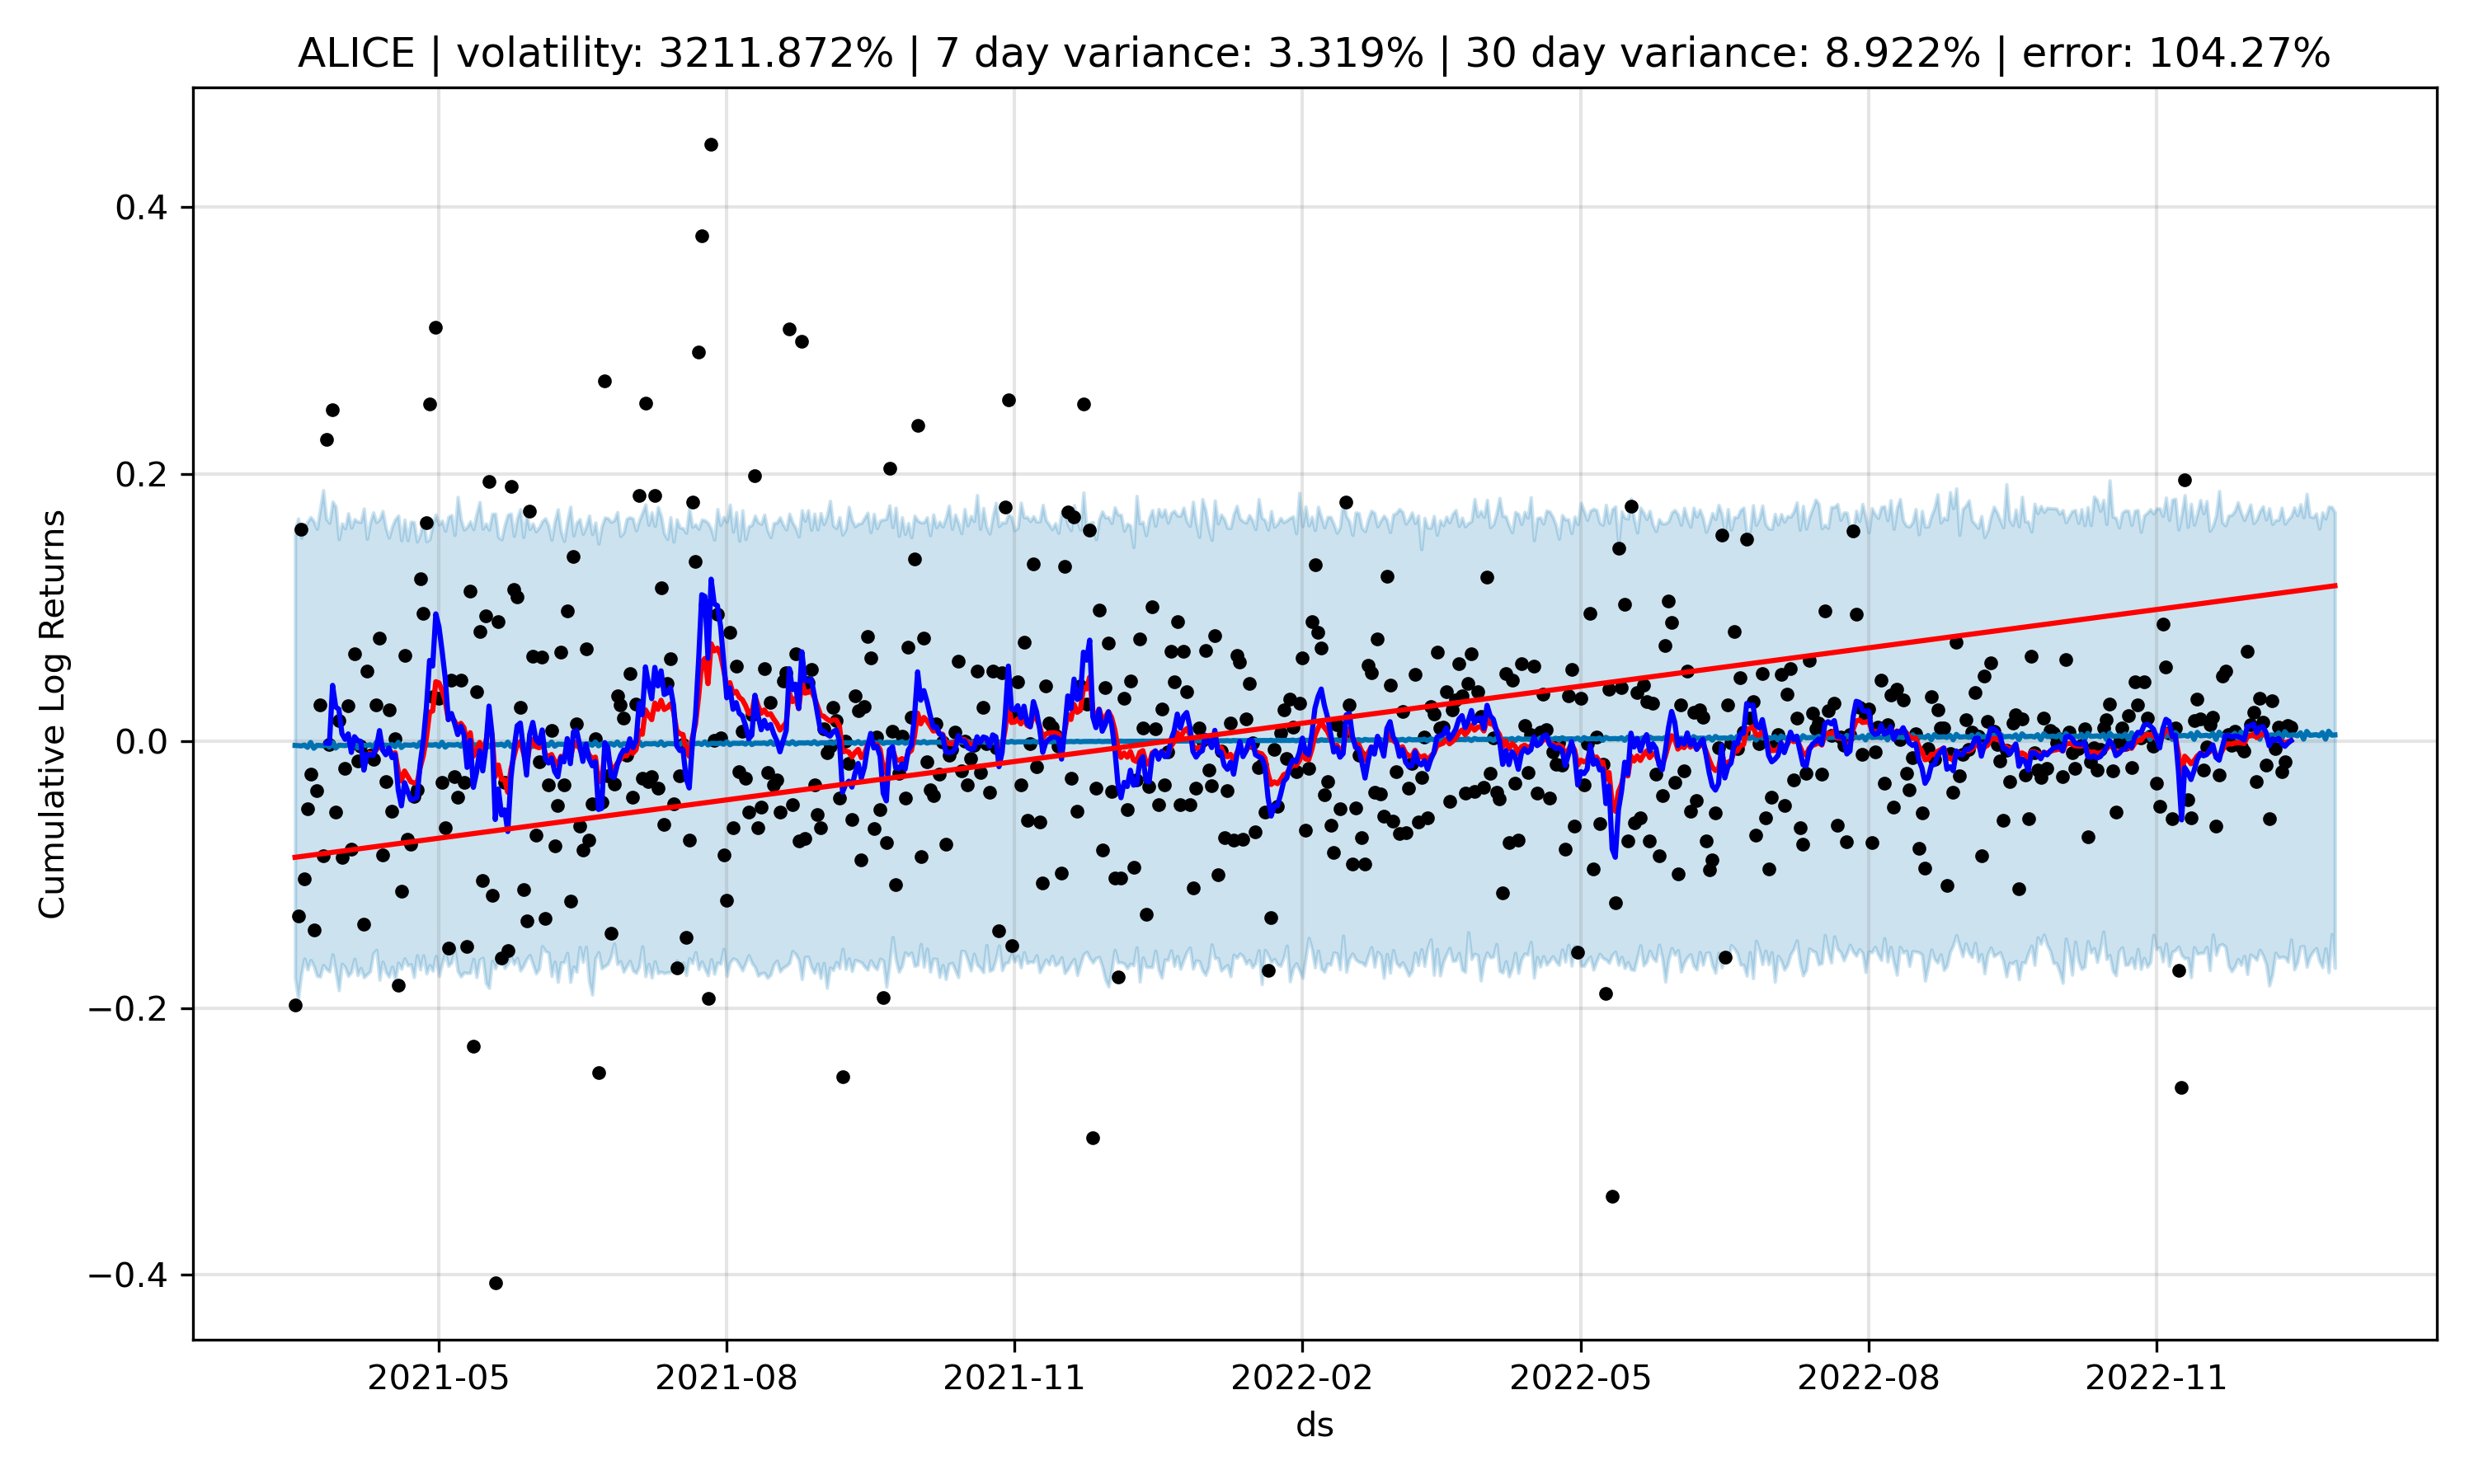 ALICE | volatility: 3211.872% | 7 day variance: 3.319% | 30 day variance: 8.922% | error: 104.27%
Cumulative Log Returns
0.4
0.2
0.0
−0.2
−0.4
2021-05 2021-08 2021-11 2022-02 2022-05 2022-08 2022-11
ds